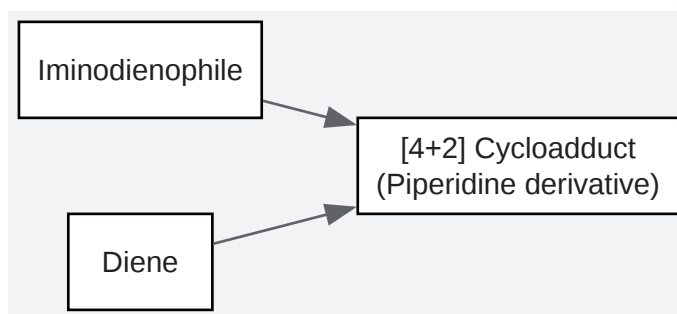 Iminodienophile
[4+2] Cycloadduct
(Piperidine derivative)
Diene